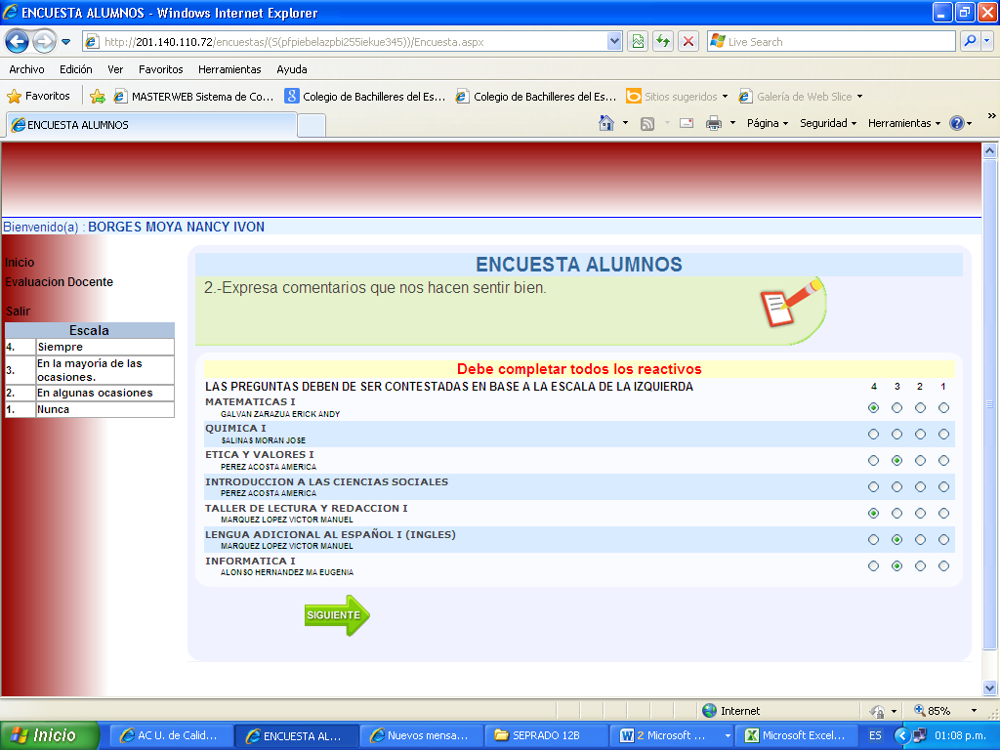 ENCUESTA ALUMNOS - Windows Internet Explorer
http://201.140.110.72/encuestas/(S(pfpiebelazpbi255iekue345))/Encuesta.aspx
Live Search
Archivo Edición Ver Favoritos Herramientas Ayuda
Favoritos MASTERWEB Sistema de Co... Colegio de Bachilleres del Es... Colegio de Bachilleres del Es... Sitios sugeridos Galería de Web Slice
ENCUESTA ALUMNOS Página Seguridad Herramientas »
Bienvenido(a) : BORGES MOYA NANCY IVON
Inicio
Evaluacion Docente
Salir
Escala
4. Siempre
3. En la mayoría de las
ocasiones.
2. En algunas ocasiones
1. Nunca
ENCUESTA ALUMNOS
2.-Expresa comentarios que nos hacen sentir bien.
Debe completar todos los reactivos
LAS PREGUNTAS DEBEN DE SER CONTESTADAS EN BASE A LA ESCALA DE LA IZQUIERDA 4 3 2 1
MATEMATICAS I
GALVAN ZARAZUA ERICK ANDY
QUIMICA I
SALINAS MORAN JOSE
ETICA Y VALORES I
PEREZ ACOSTA AMERICA
INTRODUCCION A LAS CIENCIAS SOCIALES
PEREZ ACOSTA AMERICA
TALLER DE LECTURA Y REDACCION I
MARQUEZ LOPEZ VICTOR MANUEL
LENGUA ADICIONAL AL ESPAÑOL I (INGLES)
MARQUEZ LOPEZ VICTOR MANUEL
INFORMATICA I
ALONSO HERNANDEZ MA EUGENIA
SIGUIENTE
Internet 85%
Inicio AC U. de Calid... ENCUESTA AL... Nuevos mensa... SEPRADO 12B 2 Microsoft ... Microsoft Excel... ES 01:08 p.m.